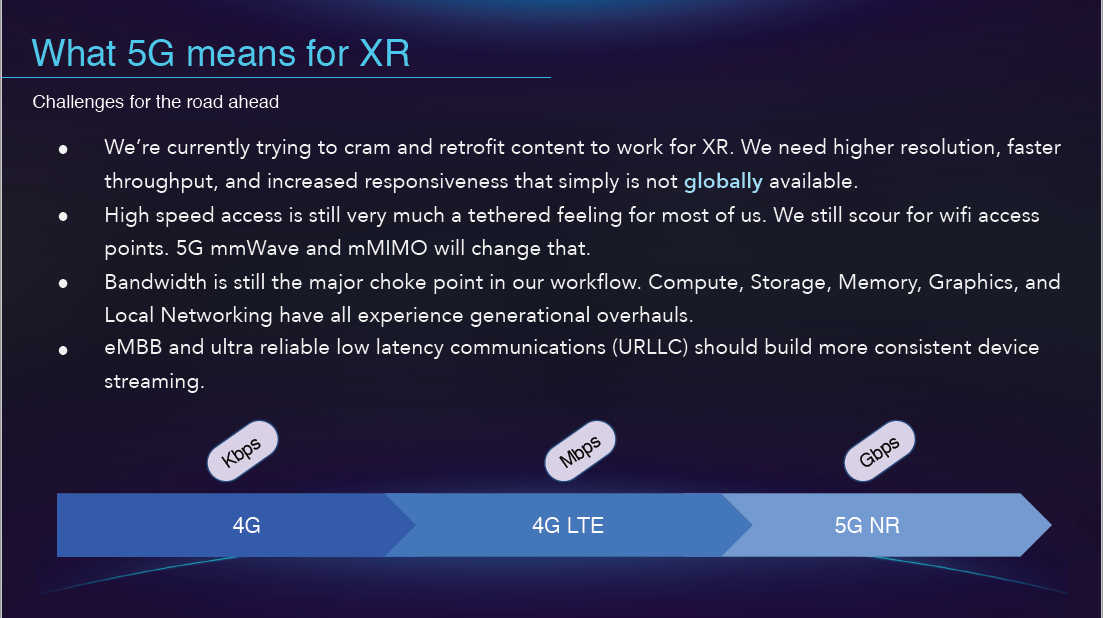 What 5G means for XR
Challenges for the road ahead
● We’re currently trying to cram and retrofit content to work for XR. We need higher resolution, faster
throughput, and increased responsiveness that simply is not globally available.
● High speed access is still very much a tethered feeling for most of us. We still scour for wifi access
points. 5G mmWave and mMIMO will change that.
● Bandwidth is still the major choke point in our workflow. Compute, Storage, Memory, Graphics, and
Local Networking have all experience generational overhauls.
● eMBB and ultra reliable low latency communications (URLLC) should build more consistent device
streaming.
Kbps
Mbps
Gbps
4G
4G LTE
5G NR